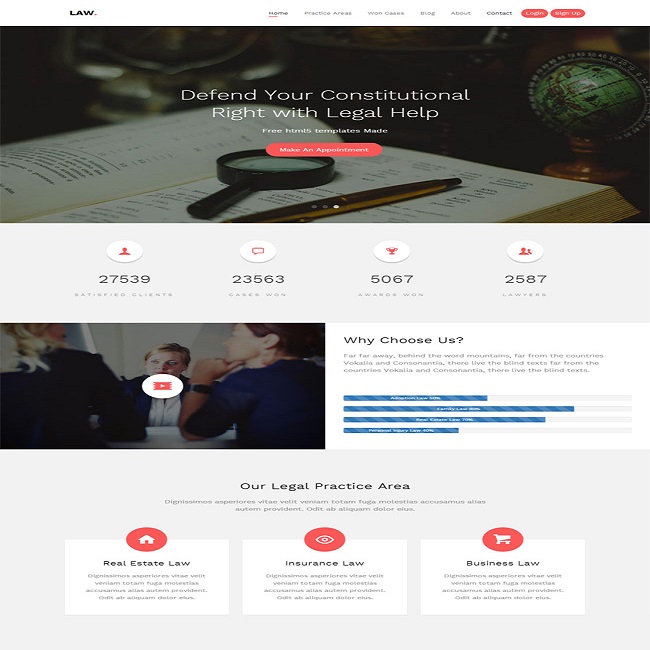 LAW.
Home Practice Areas Won Cases Blog About Contact Login Sign Up
Defend Your Constitutional
Right with Legal Help
Free html5 templates Made
Make An Appointment
27539 23563 5067 2587
SATISFIED CLIENTS CASES WON AWARDS WON LAWYERS
Why Choose Us?
Far far away, behind the word mountains, far from the countries
Vokalia and Consonantia, there live the blind texts far from the
countries Vokalia and Consonantia, there live the blind texts.
Adoption Law 50%
Family Law 80%
Real Estate Law 70%
Personal Injury Law 40%
Our Legal Practice Area
Dignissimos asperiores vitae velit veniam totam fuga molestias accusamus alias
autem provident. Odit ab aliquam dolor eius.
Real Estate Law
Dignissimos asperiores vitae velit
veniam totam fuga molestias
accusamus alias autem provident.
Odit ab aliquam dolor eius.
Insurance Law
Dignissimos asperiores vitae velit
veniam totam fuga molestias
accusamus alias autem provident.
Odit ab aliquam dolor eius.
Business Law
Dignissimos asperiores vitae velit
veniam totam fuga molestias
accusamus alias autem provident.
Odit ab aliquam dolor eius.